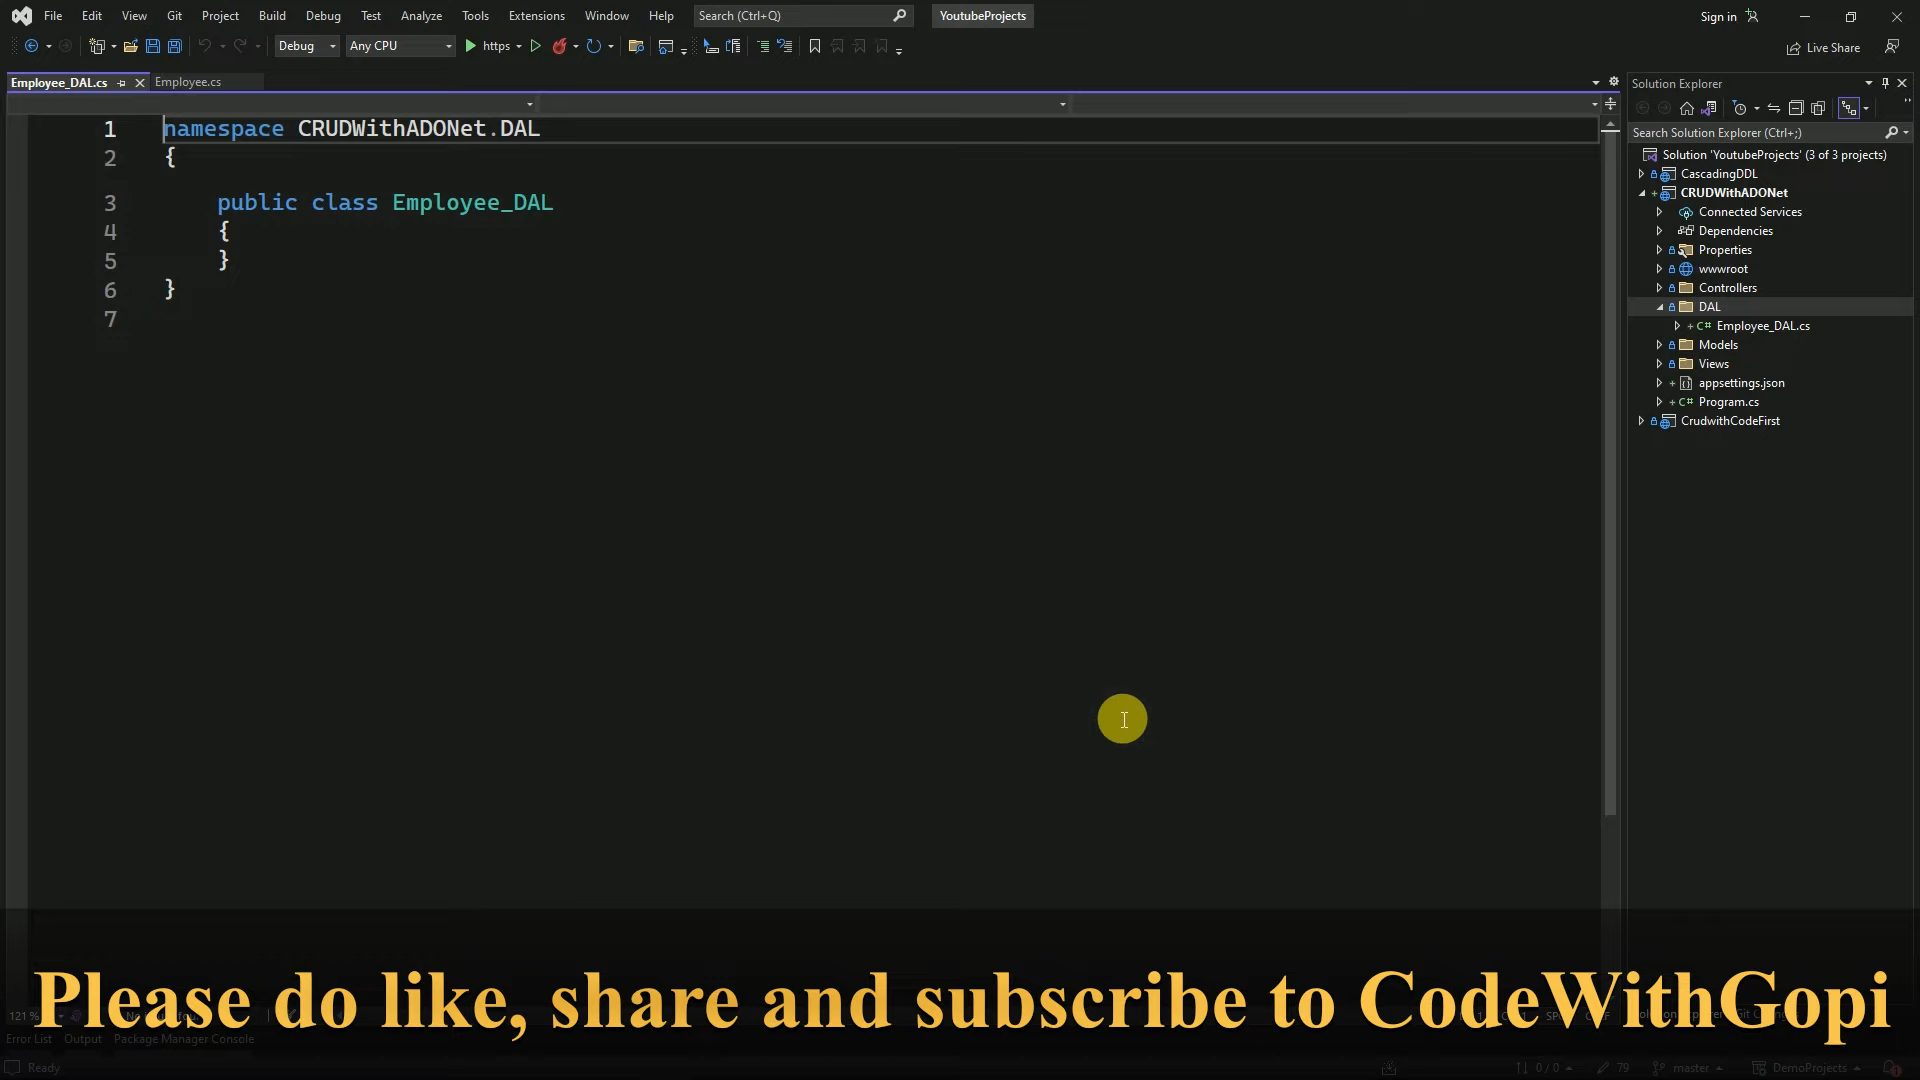 File Edit View Git Project Build Debug Test Analyze Tools Extensions Window Help Search (Ctrl+Q) YoutubeProjects Sign in
Debug Any CPU https Live Share
Employee_DAL.cs Employee.cs
1 namespace CRUDWithADONet.DAL
2 {
3 public class Employee_DAL
4 {
5 }
6 }
7
Solution Explorer
Search Solution Explorer (Ctrl+;)
Solution 'YoutubeProjects' (3 of 3 projects)
CascadingDDL
CRUDWithADONet
Connected Services
Dependencies
Properties
wwwroot
Controllers
DAL
C# Employee_DAL.cs
Models
Views
appsettings.json
C# Program.cs
CrudwithCodeFirst
Please do like, share and subscribe to CodeWithGopi
121 %
Error List Output Package Manager Console
Ready 0 / 0 79 master DemoProjects